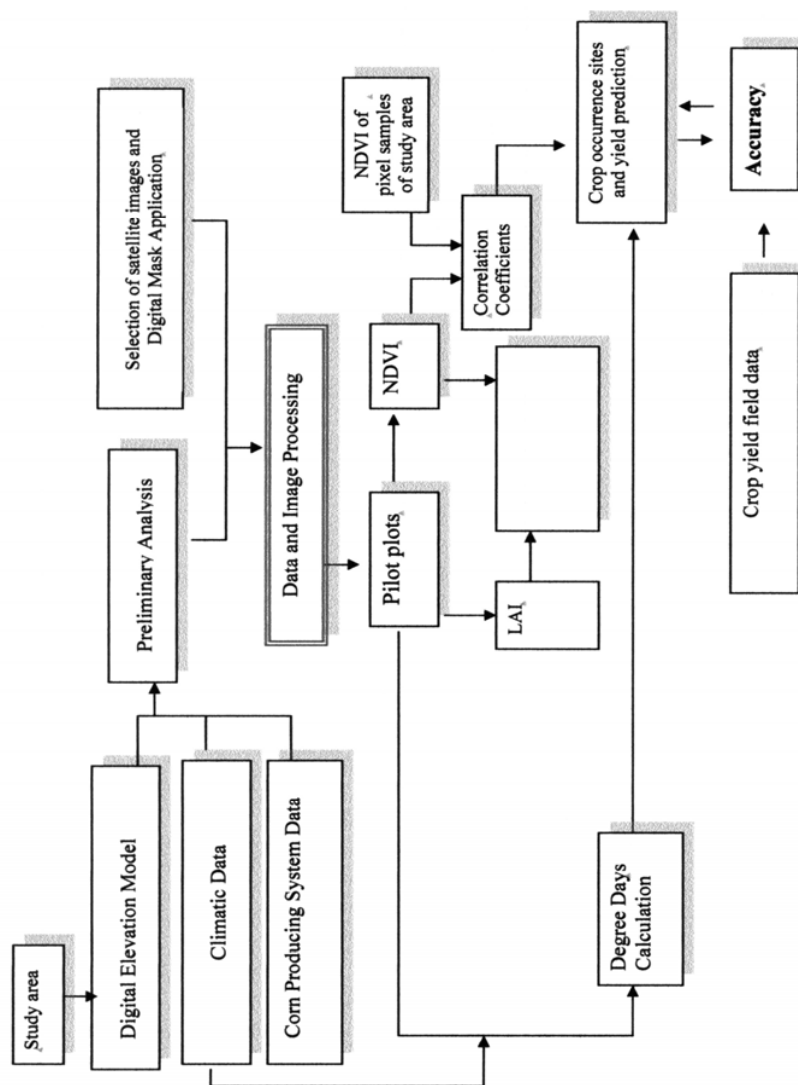 Study area
Digital Elevation Model
Climatic Data
Corn Producing System Data
Preliminary Analysis
Selection of satellite images and
Digital Mask Application
Data and Image Processing
Pilot plots
NDVI
LAI
NDVI of
pixel samples
of study area
Correlation
Coefficients
Degree Days
Calculation
Crop occurrence sites
and yield prediction
Crop yield field data
Accuracy